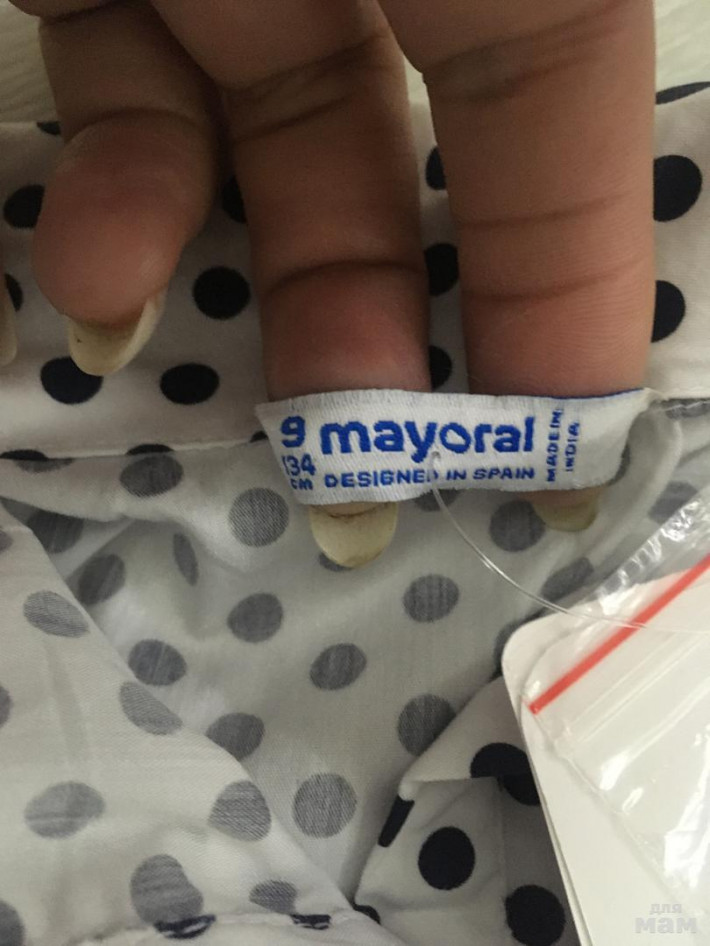 9 mayoral
134
cm DESIGNED IN SPAIN
MADE IN:
INDIA
для
мам